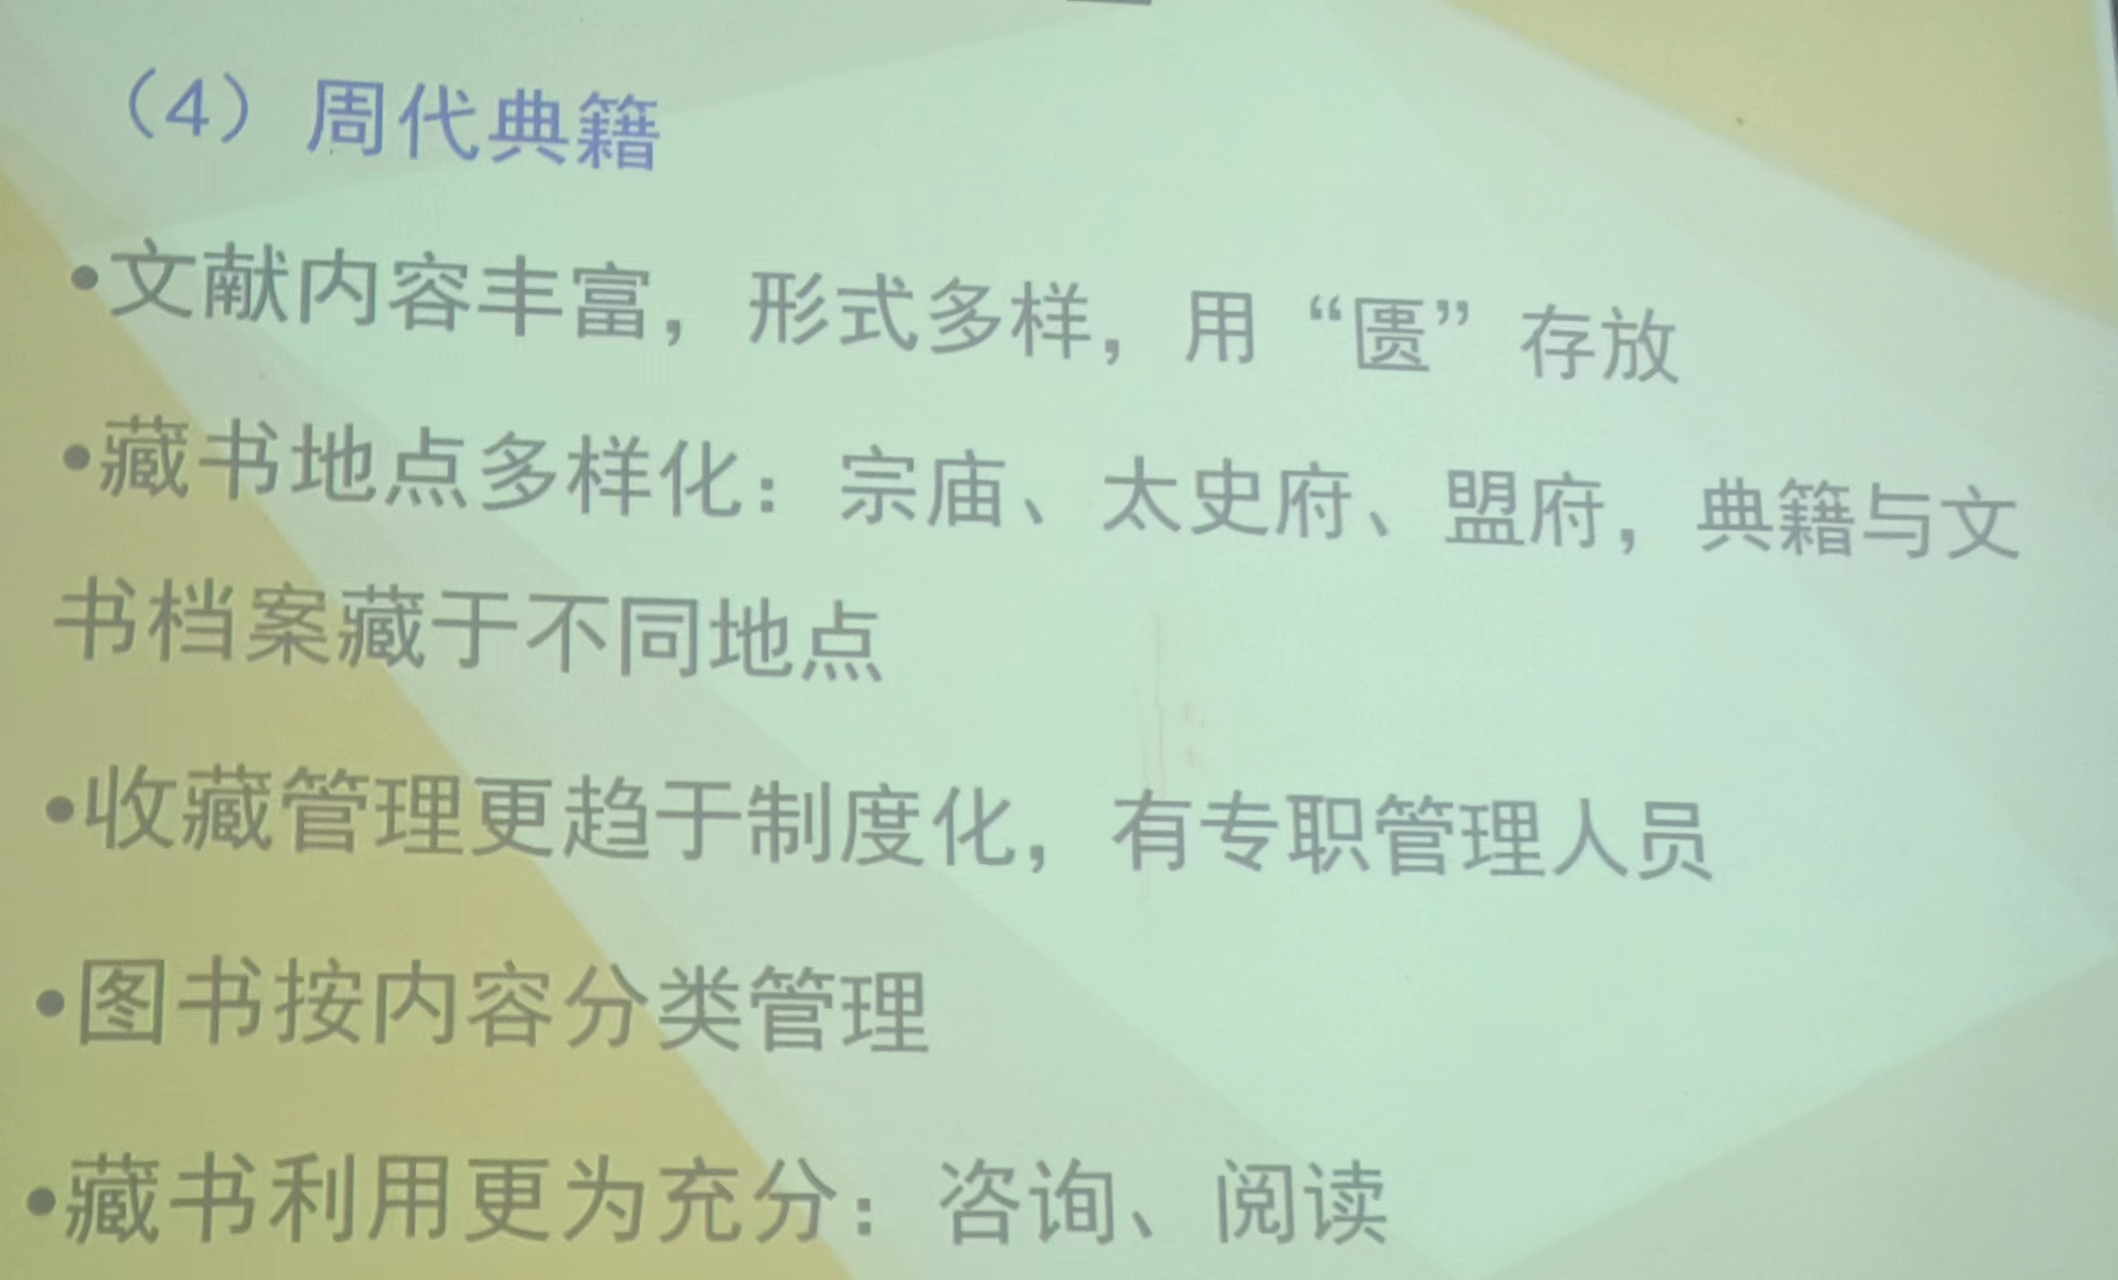 （4）周代典籍
•文献内容丰富，形式多样，用“匮”存放
•藏书地点多样化：宗庙、太史府、盟府，典籍与文
书档案藏于不同地点
•收藏管理更趋于制度化，有专职管理人员
•图书按内容分类管理
•藏书利用更为充分：咨询、阅读